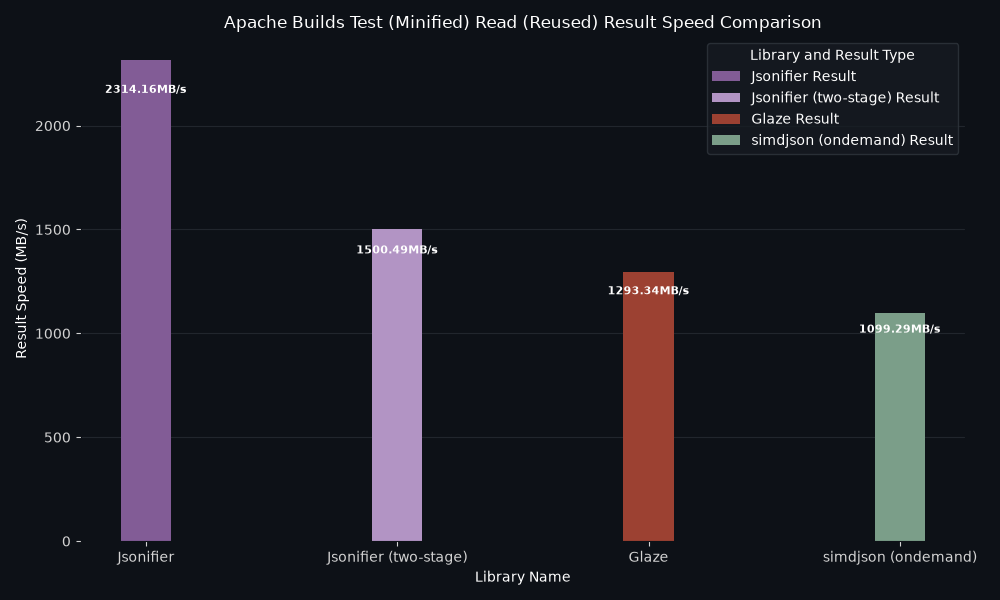 Apache Builds Test (Minified) Read (Reused) Result Speed Comparison
Library and Result Type
Jsonifier Result
Jsonifier (two-stage) Result
Glaze Result
simdjson (ondemand) Result
2314.16MB/s
1500.49MB/s
1293.34MB/s
1099.29MB/s
Result Speed (MB/s)
2000
1500
1000
500
0
Jsonifier
Jsonifier (two-stage)
Glaze
simdjson (ondemand)
Library Name